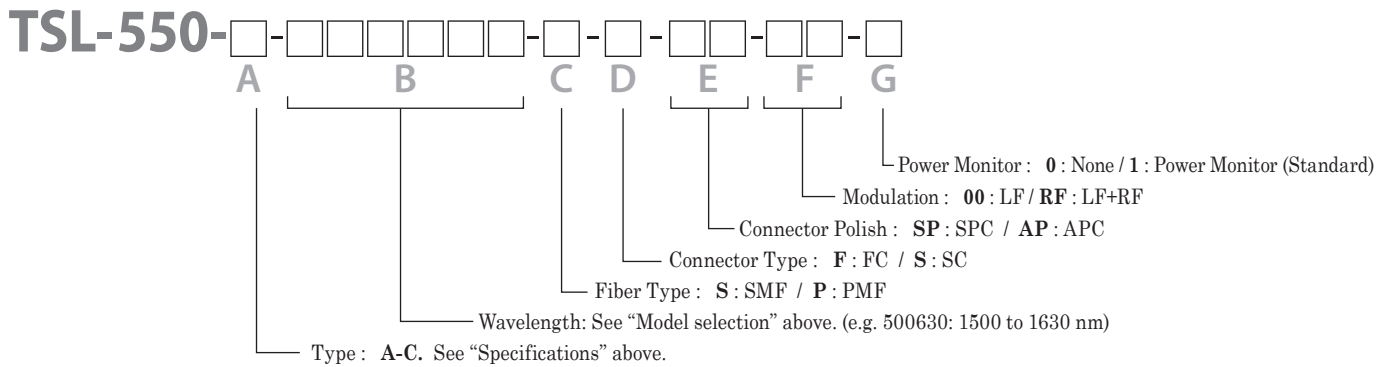 TSL-550-□-□□□□□□-□-□-□□-□□-□
A B C D E F G
Power Monitor : 0 : None / 1 : Power Monitor (Standard)
Modulation : 00 : LF / RF : LF+RF
Connector Polish : SP : SPC / AP : APC
Connector Type : F : FC / S : SC
Fiber Type : S : SMF / P : PMF
Wavelength: See “Model selection” above. (e.g. 500630: 1500 to 1630 nm)
Type : A-C. See “Specifications” above.